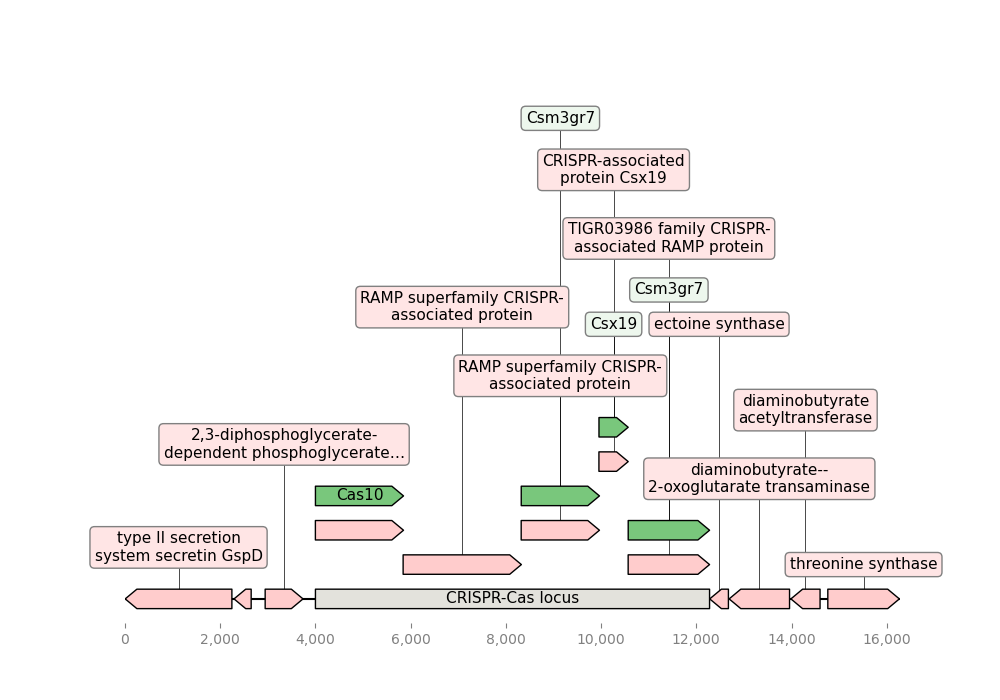 Csm3gr7
CRISPR-associated
protein Csx19
TIGR03986 family CRISPR-
associated RAMP protein
Csm3gr7
RAMP superfamily CRISPR-
associated protein
Csx19
ectoine synthase
RAMP superfamily CRISPR-
associated protein
diaminobutyrate
acetyltransferase
2,3-diphosphoglycerate-
dependent phosphoglycerate…
diaminobutyrate--
2-oxoglutarate transaminase
Cas10
type II secretion
system secretin GspD
threonine synthase
CRISPR-Cas locus
0
2,000
4,000
6,000
8,000
10,000
12,000
14,000
16,000